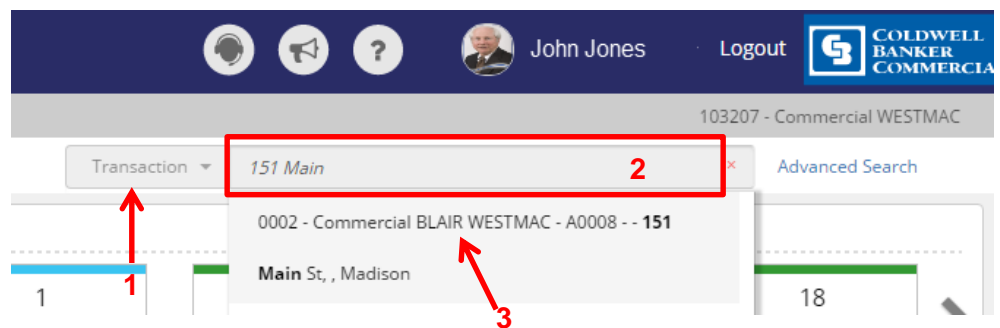 ?
John Jones
Logout
COLDWELL
BANKER
COMMERCIA
103207 - Commercial WESTMAC
Transaction
151 Main
2
×
Advanced Search
0002 - Commercial BLAIR WESTMAC - A0008 - - 151
Main St, , Madison
1
1
3
18